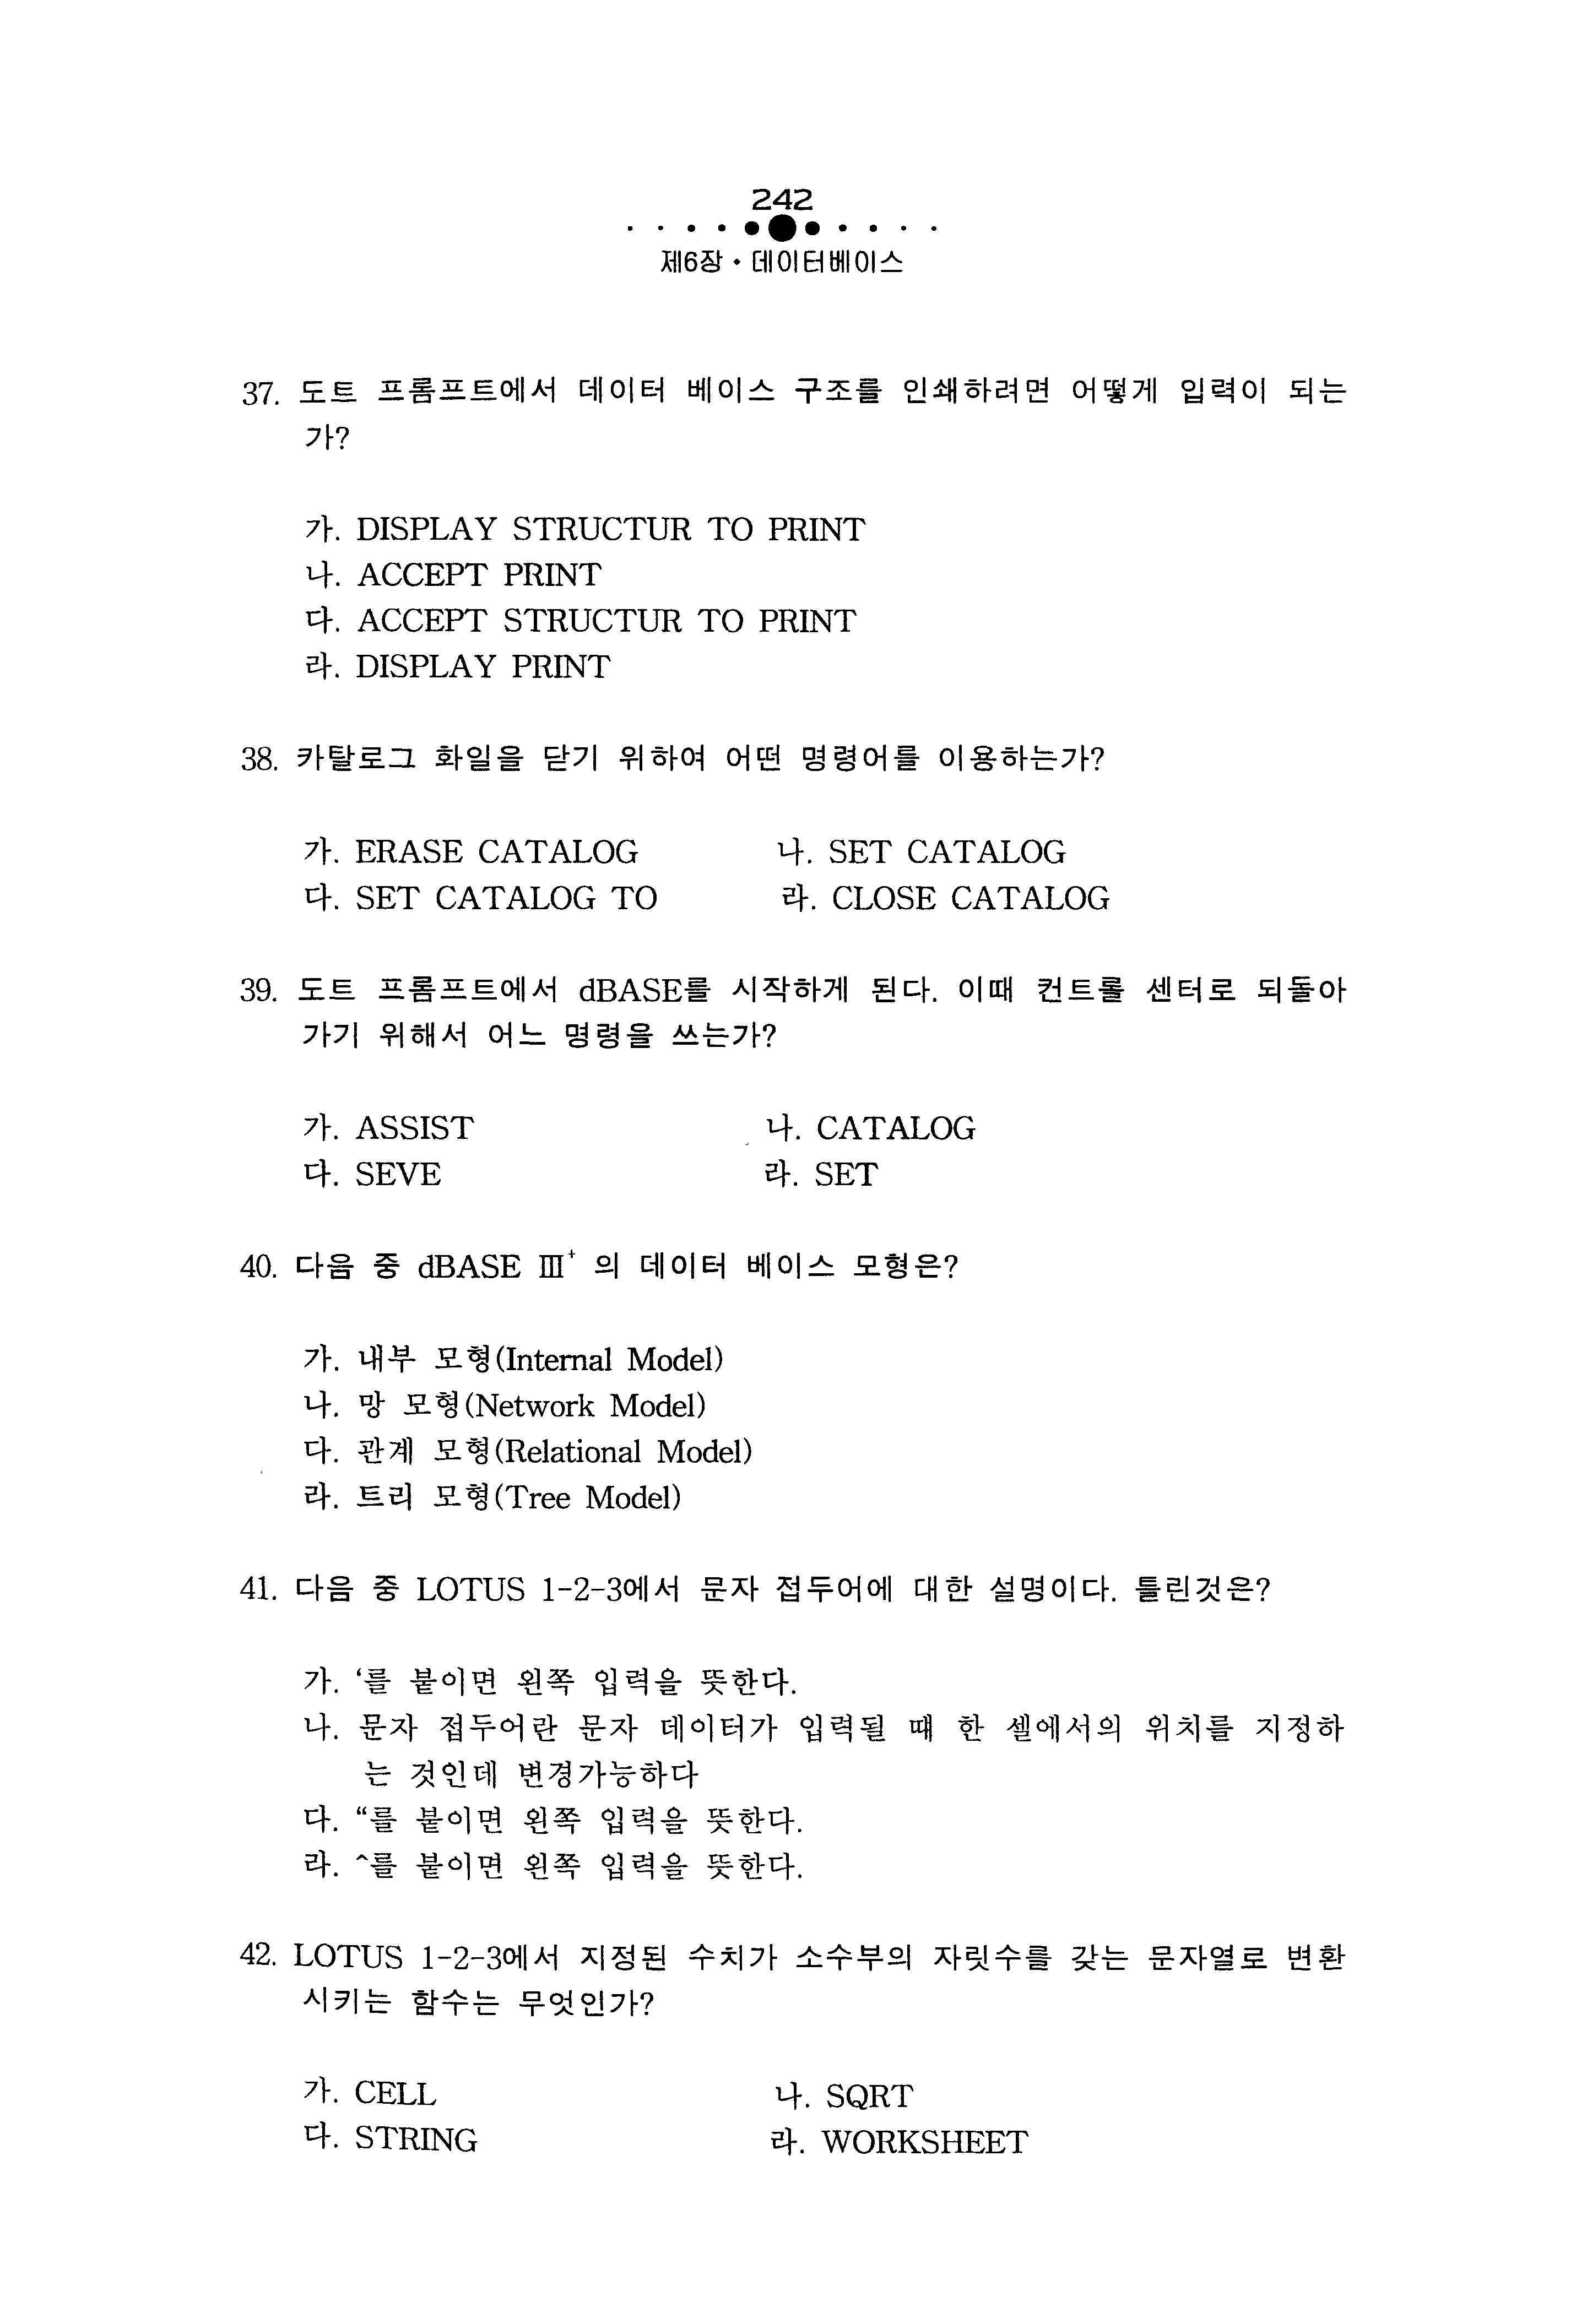 242
제6장 • 데이터베이스
37. 도트 프롬프트에서 데이터 베이스 구조를 인쇄하려면 어떻게 입력이 되는
가?
가. DISPLAY STRUCTUR TO PRINT
나. ACCEPT PRINT
다. ACCEPT STRUCTUR TO PRINT
라. DISPLAY PRINT
38. 카탈로그 화일을 닫기 위하여 어떤 명령어를 이용하는가?
가. ERASE CATALOG 나. SET CATALOG
다. SET CATALOG TO 라. CLOSE CATALOG
39. 도트 프롬프트에서 dBASE를 시작하게 된다. 이때 컨트롤 센터로 되돌아
가기 위해서 어느 명령을 쓰는가?
가. ASSIST 나. CATALOG
다. SEVE 라. SET
40. 다음 중 dBASE Ⅲ⁺ 의 데이터 베이스 모형은?
가. 내부 모형(Internal Model)
나. 망 모형(Network Model)
다. 관계 모형(Relational Model)
라. 트리 모형(Tree Model)
41. 다음 중 LOTUS 1-2-3에서 문자 접두어에 대한 설명이다. 틀린것은?
가. ‘를 붙이면 왼쪽 입력을 뜻한다.
나. 문자 접두어란 문자 데이터가 입력될 때 한 셀에서의 위치를 지정하
는 것인데 변경가능하다
다. “를 붙이면 왼쪽 입력을 뜻한다.
라. ^를 붙이면 왼쪽 입력을 뜻한다.
42. LOTUS 1-2-3에서 지정된 수치가 소수부의 자릿수를 갖는 문자열로 변환
시키는 함수는 무엇인가?
가. CELL 나. SQRT
다. STRING 라. WORKSHEET